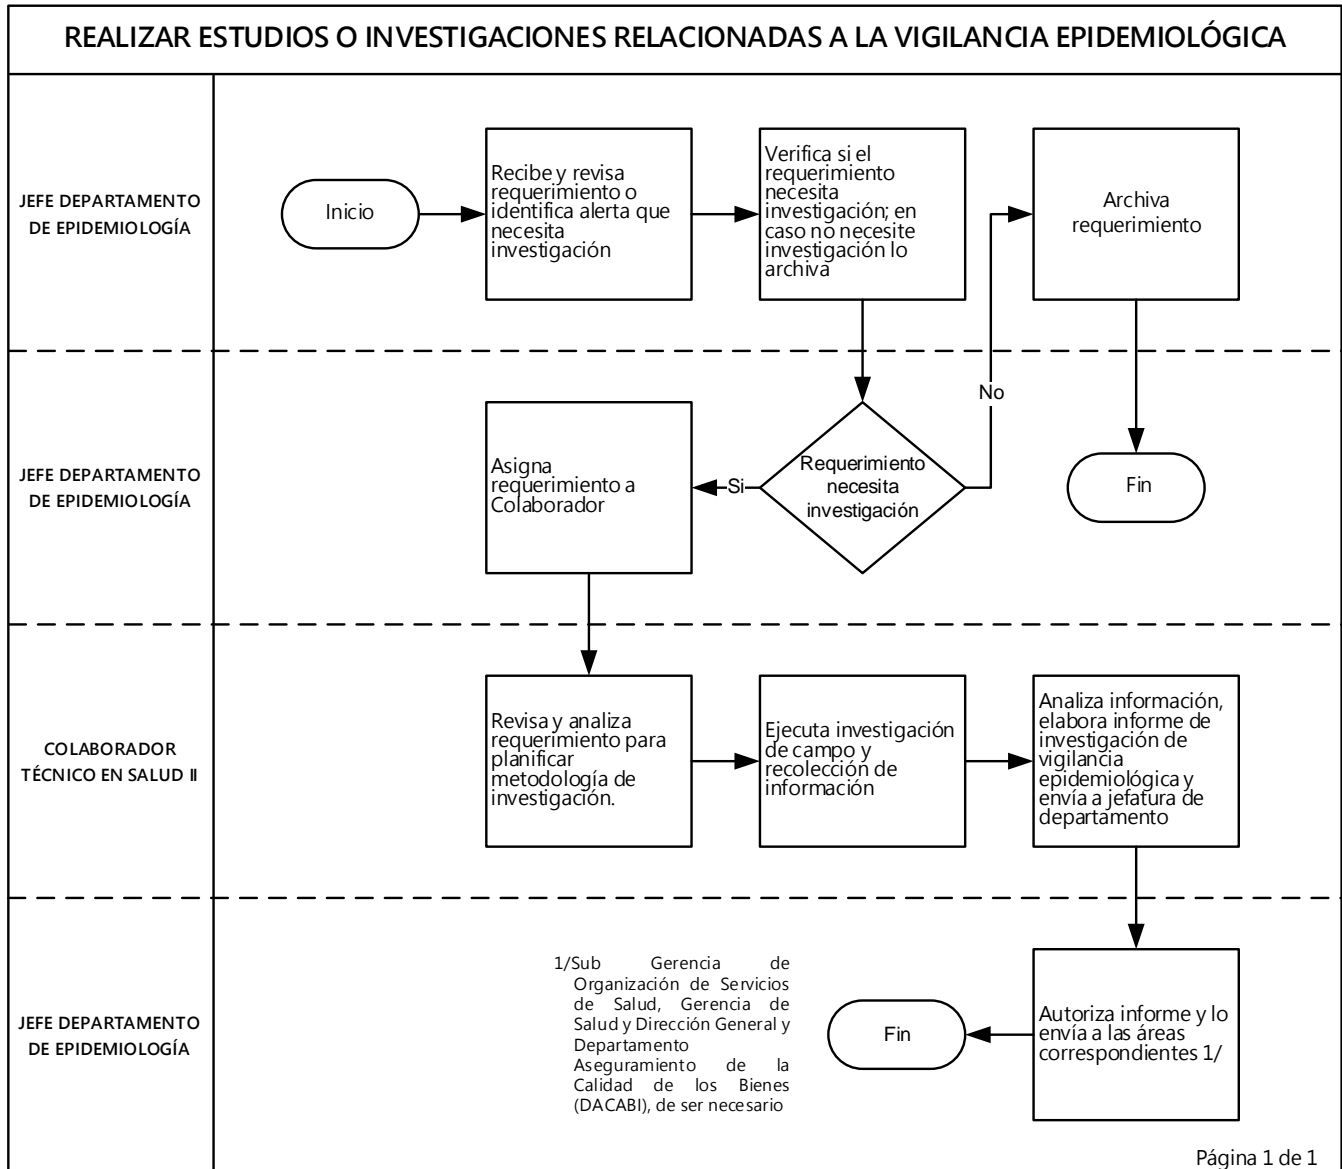 REALIZAR ESTUDIOS O INVESTIGACIONES RELACIONADAS A LA VIGILANCIA EPIDEMIOLÓGICA
JEFE DEPARTAMENTO
DE EPIDEMIOLOGÍA
Inicio
Recibe y revisa
requerimiento o
identifica alerta que
necesita
investigación
Verifica si el
requerimiento
necesita
investigación; en
caso no necesite
investigación lo
archiva
Archiva
requerimiento
JEFE DEPARTAMENTO
DE EPIDEMIOLOGÍA
Asigna
requerimiento a
Colaborador
Si
Requerimiento
necesita
investigación
No
Fin
COLABORADOR
TÉCNICO EN SALUD II
Revisa y analiza
requerimiento para
planificar
metodología de
investigación.
Ejecuta investigación
de campo y
recolección de
información
Analiza información,
elabora informe de
investigación de
vigilancia
epidemiológica y
envía a jefatura de
departamento
JEFE DEPARTAMENTO
DE EPIDEMIOLOGÍA
1/Sub Gerencia de
Organización de Servicios
de Salud, Gerencia de
Salud y Dirección General y
Departamento
Aseguramiento de la
Calidad de los Bienes
(DACABI), de ser necesario
Fin
Autoriza informe y lo
envía a las áreas
correspondientes 1/
Página 1 de 1